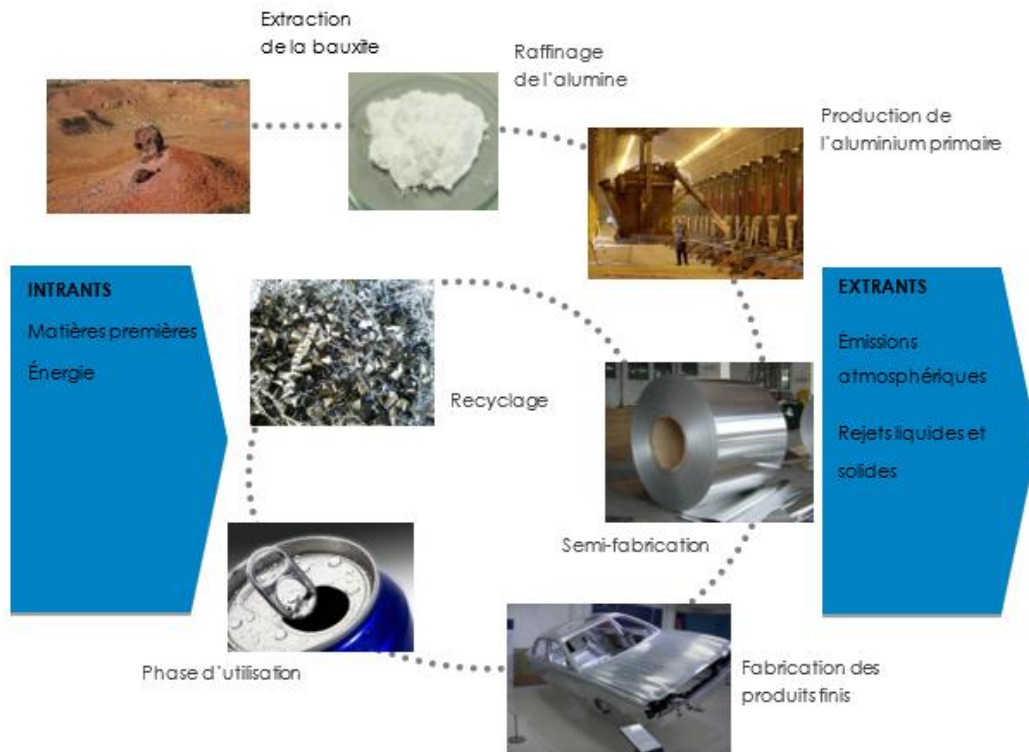 Extraction
de la bauxite
Raffinage
de l'alumine
Production de
l'aluminium primaire
INTRANTS
Matières premières
Énergie
Recyclage
EXTRANTS
Émissions
atmosphériques
Rejets liquides et
solides
Semi-fabrication
Phase d'utilisation
Fabrication des
produits finis